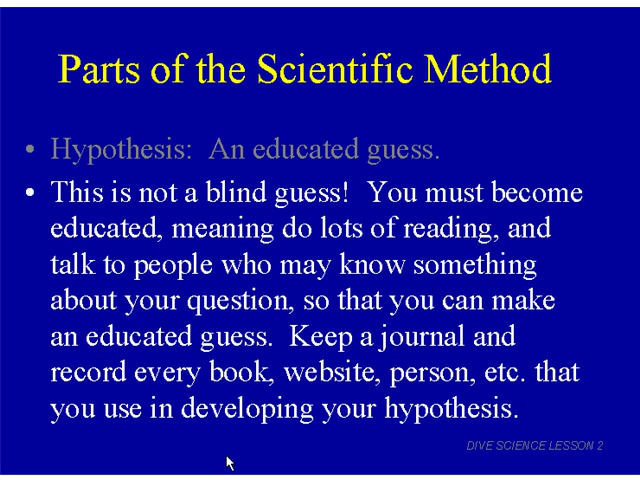 Parts of the Scientific Method
• Hypothesis:  An educated guess.
• This is not a blind guess!  You must become
educated, meaning do lots of reading, and
talk to people who may know something
about your question, so that you can make
an educated guess.  Keep a journal and
record every book, website, person, etc. that
you use in developing your hypothesis.
DIVE SCIENCE LESSON 2